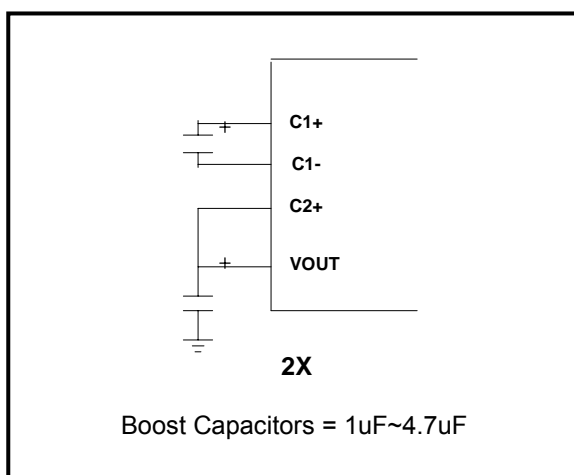 C1+
+
C1-
C2+
+ VOUT
2X
Boost Capacitors = 1uF~4.7uF